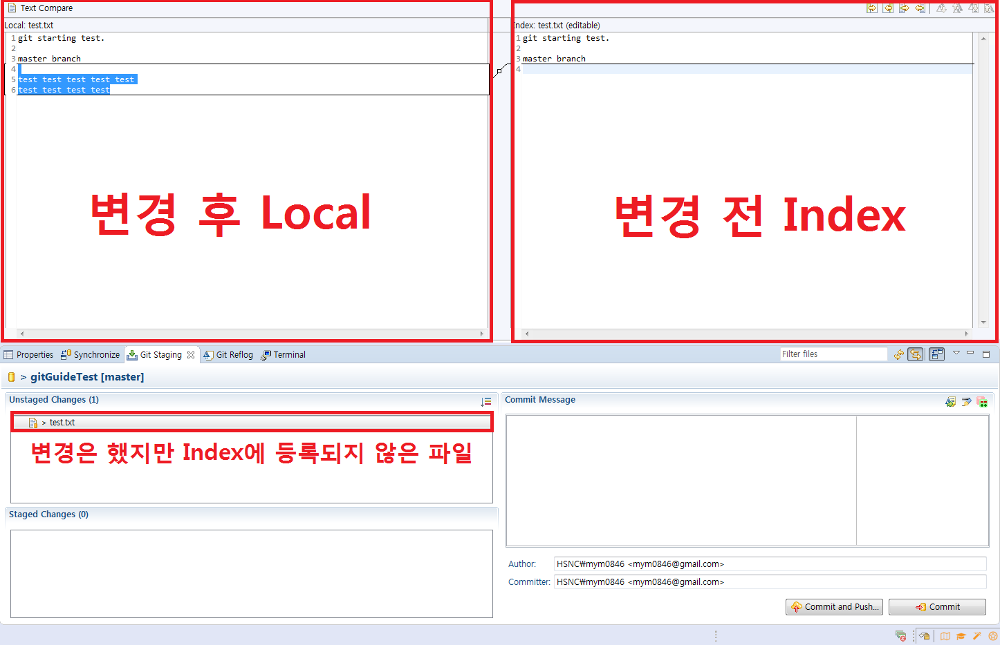 Text Compare
Local: test.txt
Index: test.txt (editable)
1 git starting test.
2
3 master branch
4
5 test test test test test
6 test test test test
1 git starting test.
2
3 master branch
4
변경 후 Local
변경 전 Index
Properties Synchronize Git Staging Git Reflog Terminal
Filter files
> gitGuideTest [master]
Unstaged Changes (1)
> test.txt
변경은 했지만 Index에 등록되지 않은 파일
Staged Changes (0)
Commit Message
Author: HSNC₩mym0846 <mym0846@gmail.com>
Committer: HSNC₩mym0846 <mym0846@gmail.com>
Commit and Push... Commit